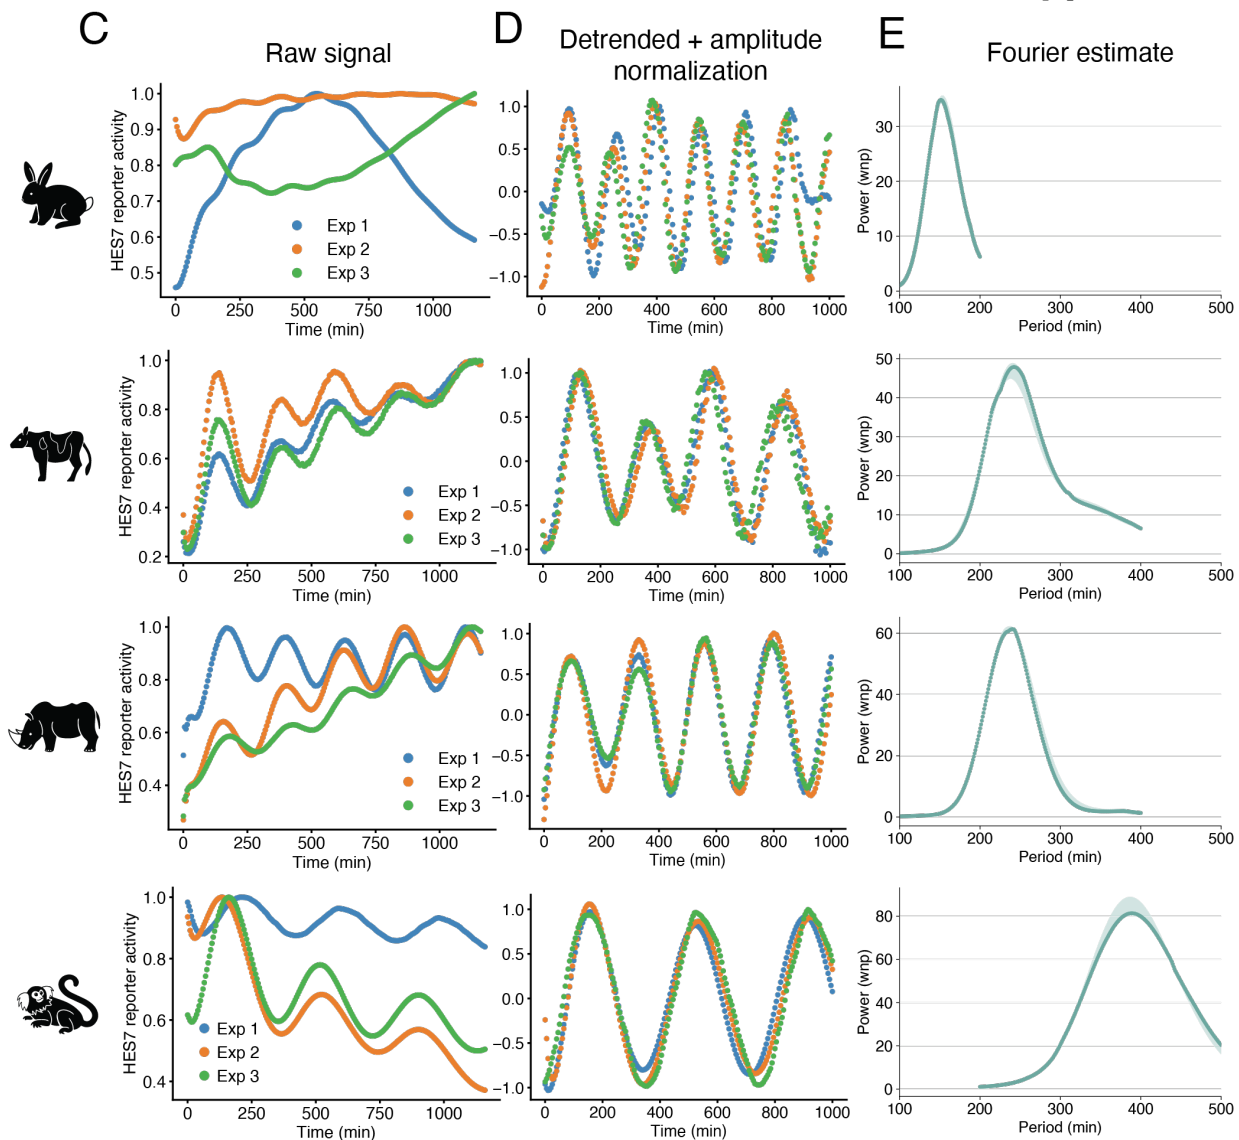 C
Raw signal
D
Detrended + amplitude
normalization
E
Fourier estimate
HES7 reporter activity
1.0
0.9
0.8
0.7
0.6
0.5
Exp 1
Exp 2
Exp 3
0 250 500 750 1000
Time (min)
1.0
0.5
0.0
−0.5
−1.0
0 200 400 600 800 1000
Time (min)
Power (wnp)
30
20
10
0
100 200 300 400 500
Period (min)
HES7 reporter activity
1.0
0.8
0.6
0.4
0.2
Exp 1
Exp 2
Exp 3
0 250 500 750 1000
Time (min)
1.0
0.5
0.0
−0.5
−1.0
0 200 400 600 800 1000
Time (min)
Power (wnp)
50
40
30
20
10
0
100 200 300 400 500
Period (min)
HES7 reporter activity
1.0
0.8
0.6
0.4
Exp 1
Exp 2
Exp 3
0 250 500 750 1000
Time (min)
1.0
0.5
0.0
−0.5
−1.0
0 200 400 600 800 1000
Time (min)
Power (wnp)
60
40
20
0
100 200 300 400 500
Period (min)
HES7 reporter activity
1.0
0.8
0.6
0.4
Exp 1
Exp 2
Exp 3
0 250 500 750 1000
Time (min)
1.0
0.5
0.0
−0.5
−1.0
0 200 400 600 800 1000
Time (min)
Power (wnp)
80
60
40
20
0
100 200 300 400 500
Period (min)